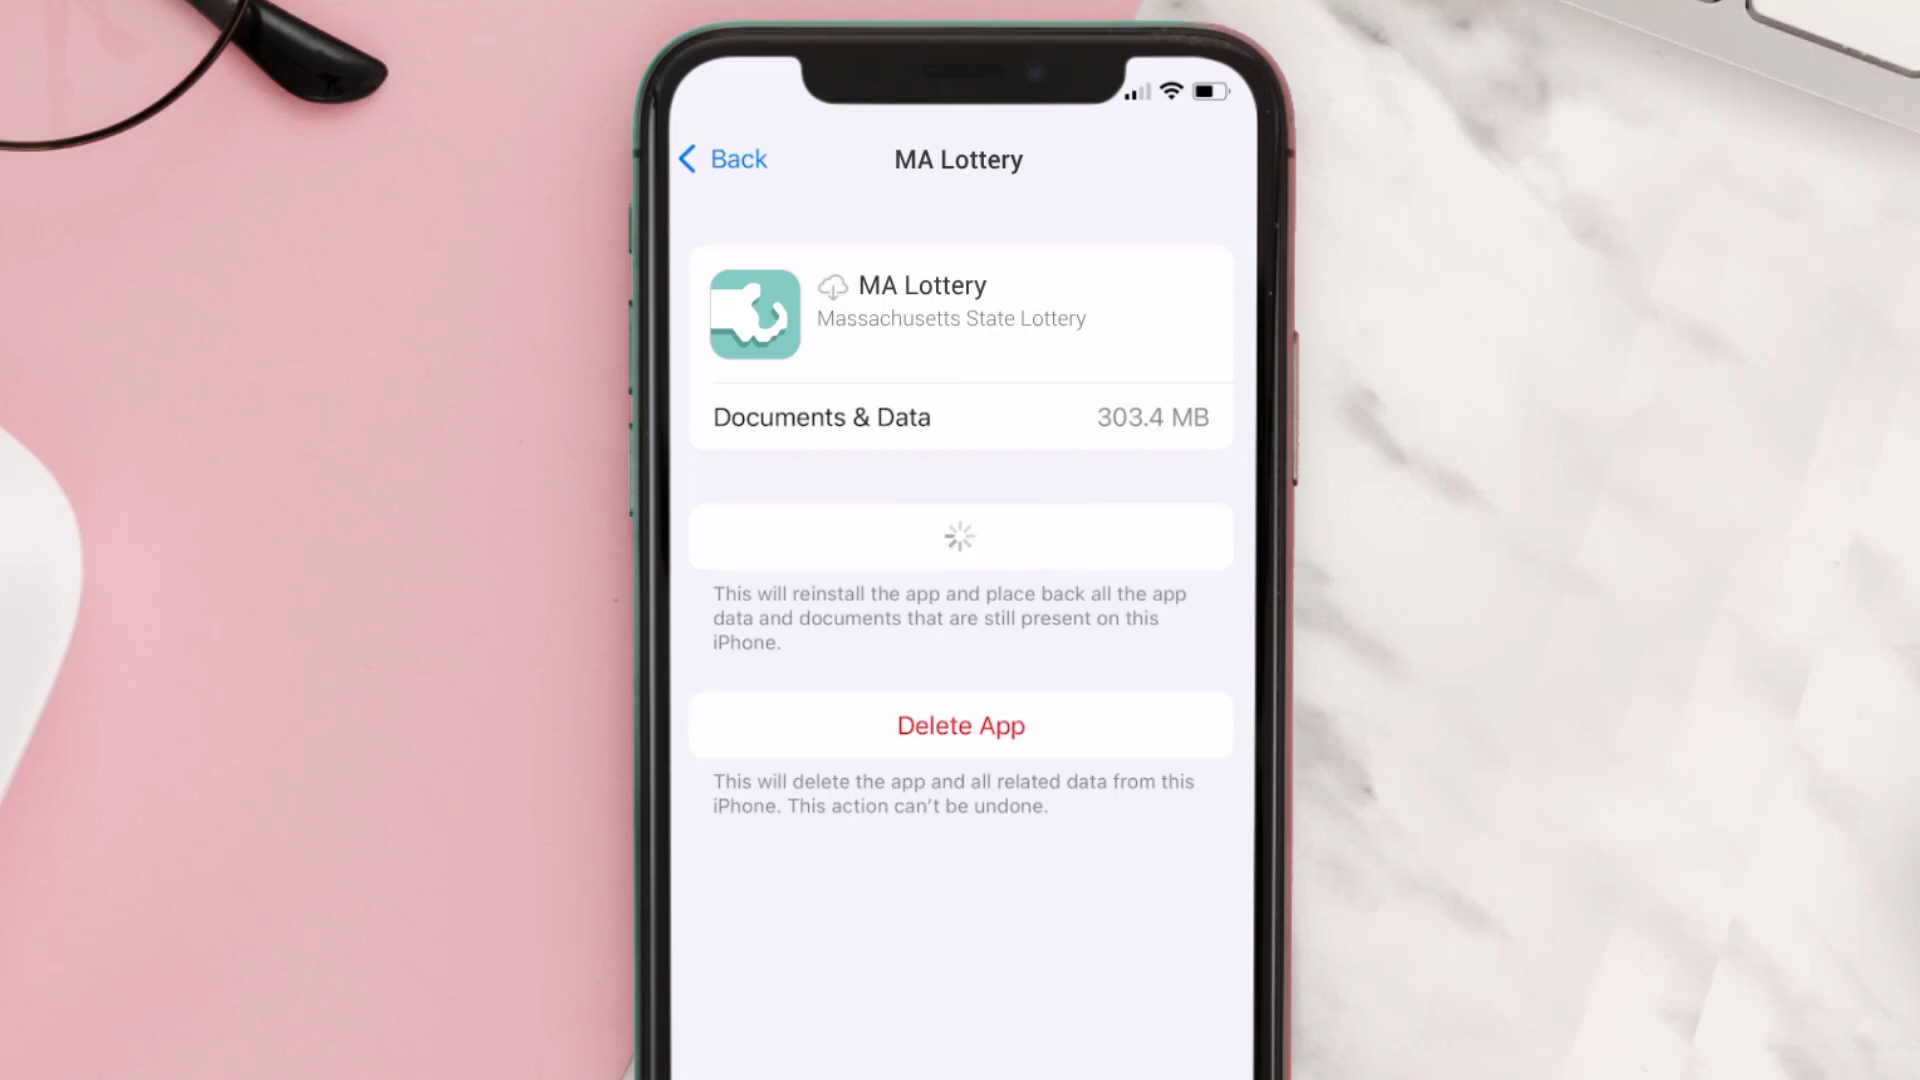 Back
MA Lottery
MA Lottery
Massachusetts State Lottery
Documents & Data
303.4 MB
This will reinstall the app and place back all the app
data and documents that are still present on this
iPhone.
Delete App
This will delete the app and all related data from this
iPhone. This action can't be undone.